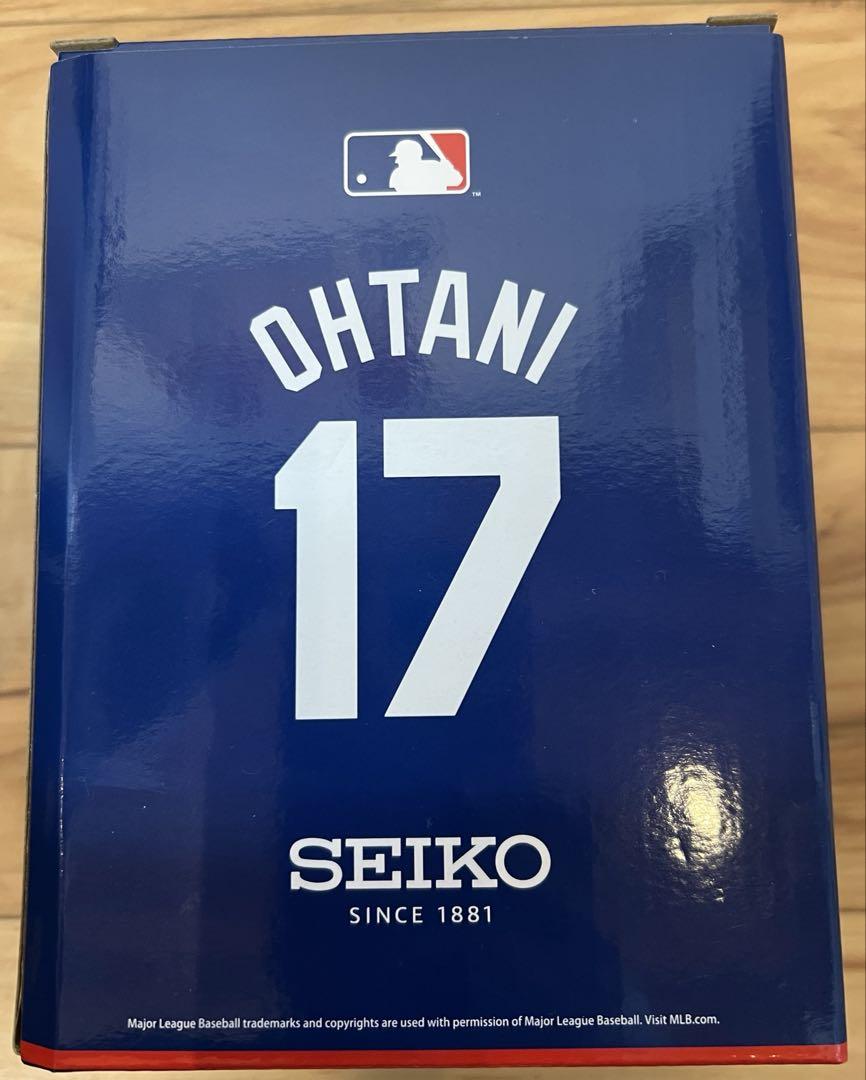 TM
OHTANI
17
SEIKO
SINCE 1881
Major League Baseball trademarks and copyrights are used with permission of Major League Baseball. Visit MLB.com.